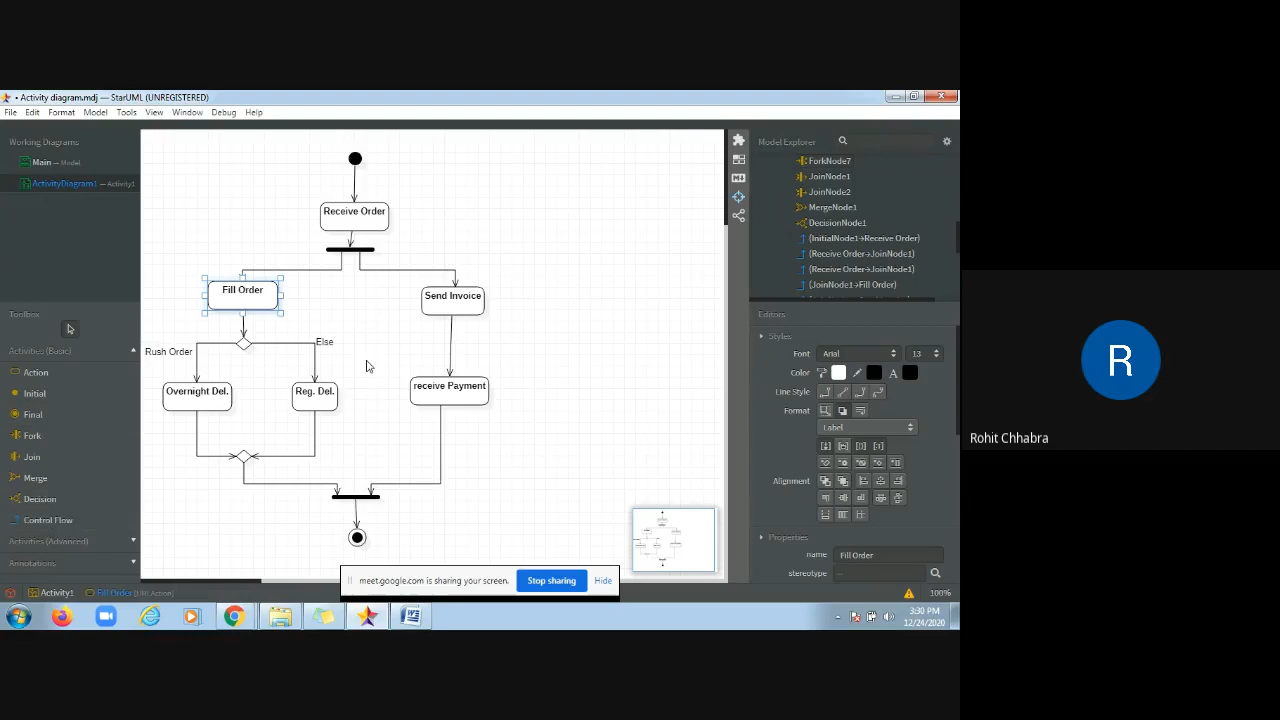 • Activity diagram.mdj — StarUML (UNREGISTERED)
File Edit Format Model Tools View Window Debug Help
Working Diagrams
Main — Model
ActivityDiagram1 — Activity1
Toolbox
Activities (Basic)
Action
Initial
Final
Fork
Join
Merge
Decision
Control Flow
Activities (Advanced)
Annotations
Receive Order
Fill Order
Send Invoice
Rush Order
Else
Overnight Del.
Reg. Del.
receive Payment
Model Explorer
ForkNode7
JoinNode1
JoinNode2
MergeNode1
DecisionNode1
(InitialNode1→Receive Order)
(Receive Order→JoinNode1)
(Receive Order→JoinNode1)
(JoinNode1→Fill Order)
Editors
Styles
Font Arial 13
Color A
Line Style
Format
Label
Alignment
Properties
name Fill Order
stereotype —
meet.google.com is sharing your screen. Stop sharing Hide
Activity1 Fill Order [UMLAction] 100%
3:30 PM
12/24/2020
R
Rohit Chhabra